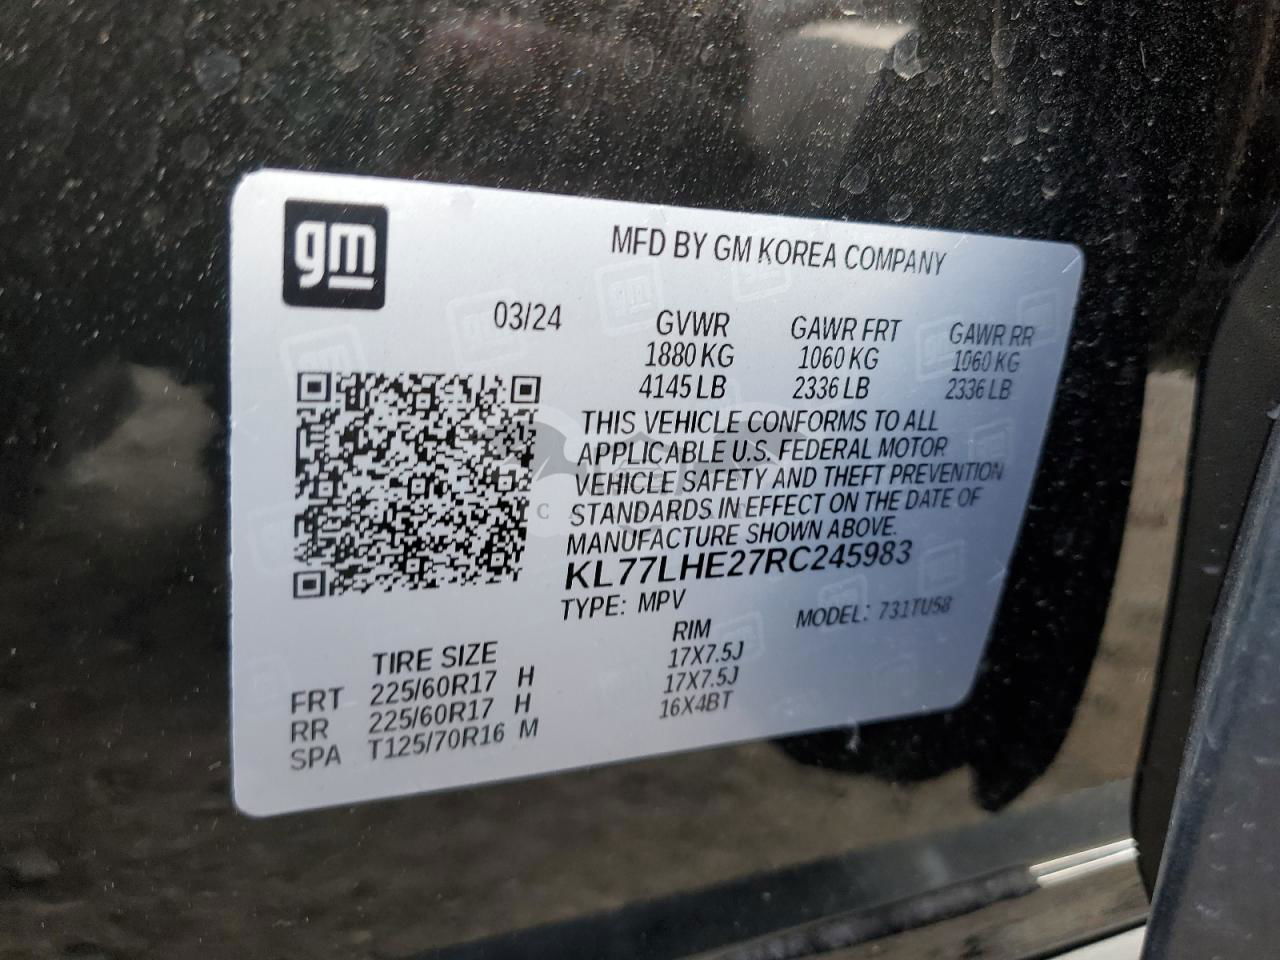 gm
MFD BY GM KOREA COMPANY
03/24
GVWR GAWR FRT GAWR RR
1880 KG 1060 KG 1060 KG
4145 LB 2336 LB 2336 LB
THIS VEHICLE CONFORMS TO ALL
APPLICABLE U.S. FEDERAL MOTOR
VEHICLE SAFETY AND THEFT PREVENTION
STANDARDS IN EFFECT ON THE DATE OF
MANUFACTURE SHOWN ABOVE.
KL77LHE27RC245983
TYPE: MPV MODEL: 731TU58
TIRE SIZE RIM
FRT 225/60R17 H 17X7.5J
RR 225/60R17 H 17X7.5J
SPA T125/70R16 M 16X4BT